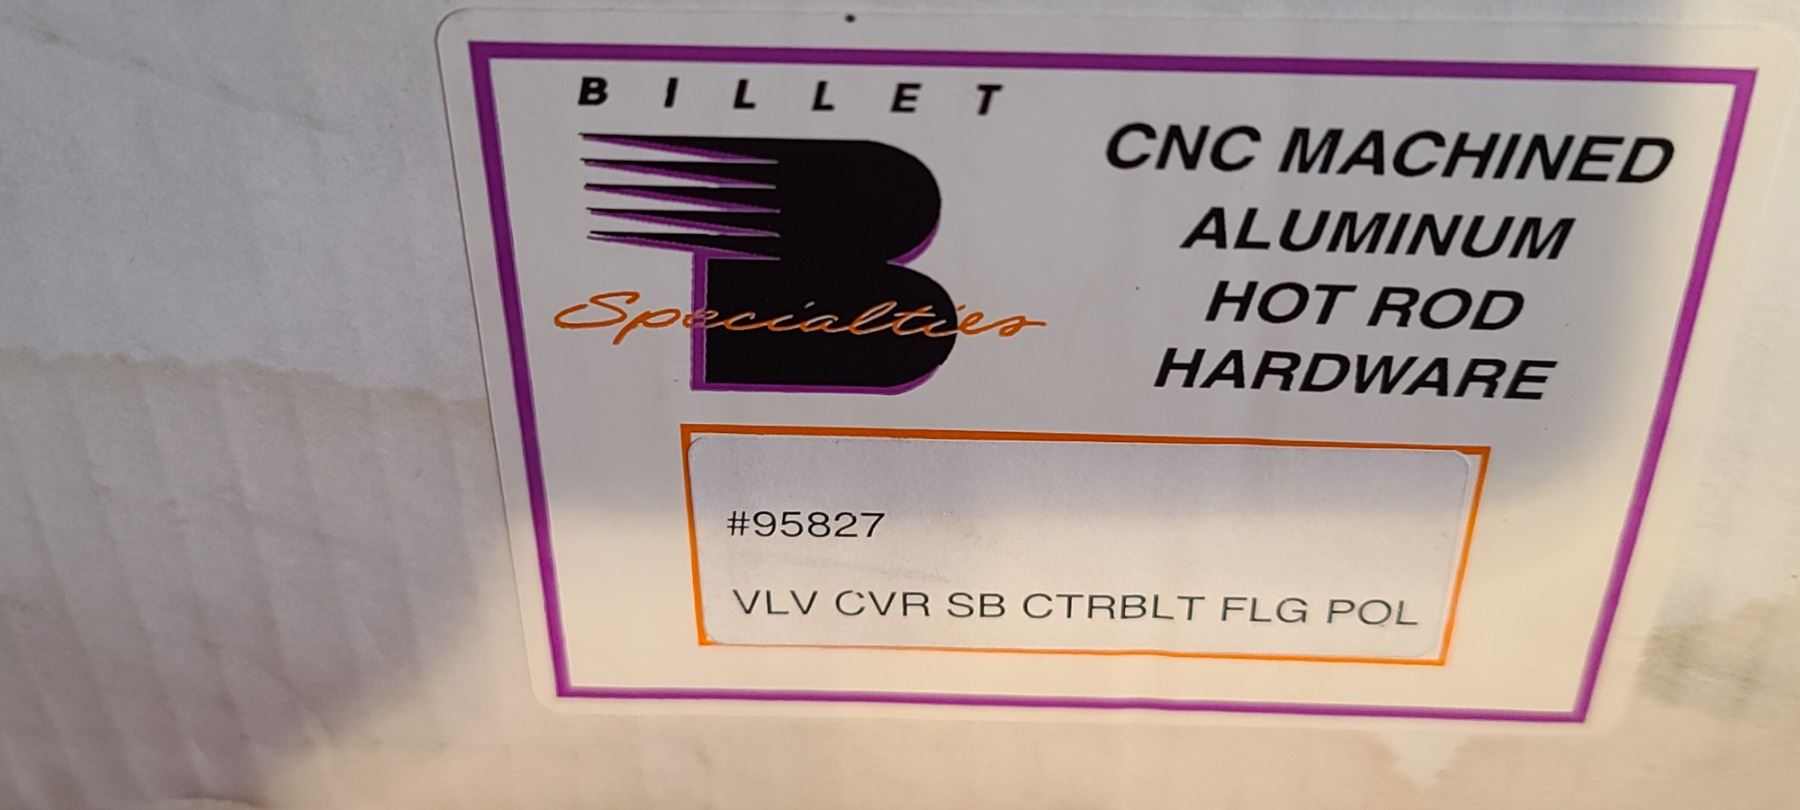 BILLET
Specialties
CNC MACHINED
ALUMINUM
HOT ROD
HARDWARE
#95827
VLV CVR SB CTRBLT FLG POL